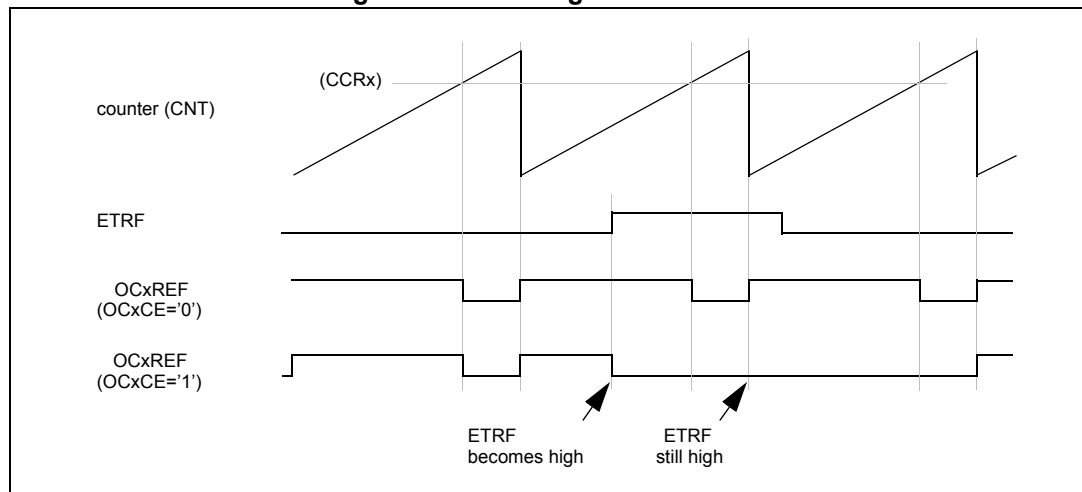 (CCRx)
counter (CNT)
ETRF
OCxREF
(OCxCE='0')
OCxREF
(OCxCE='1')
ETRF
becomes high
ETRF
still high